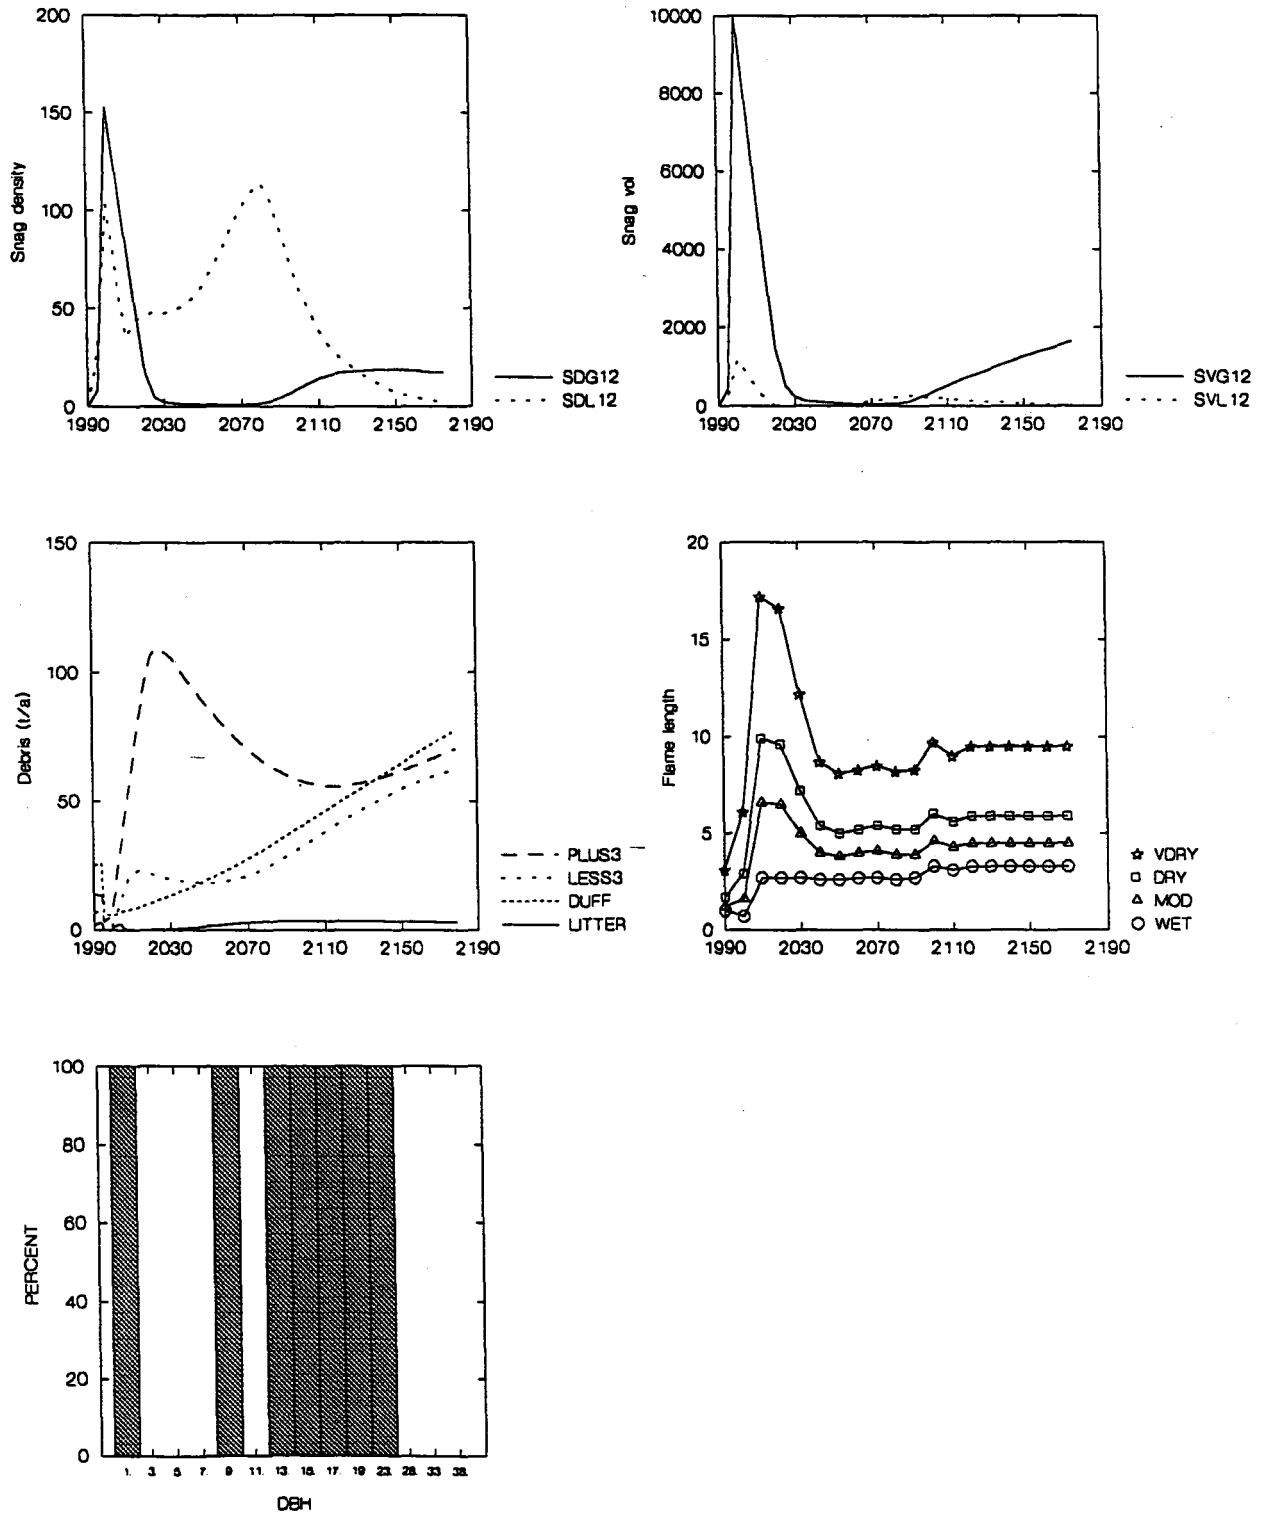 200
150
100
50
0
Snag density
1990 2030 2070 2110 2150 2190
SDG12
SDL12
10000
8000
6000
4000
2000
0
Snag vol
1990 2030 2070 2110 2150 2190
SVG12
SVL12
150
100
50
0
Debris (t/a)
1990 2030 2070 2110 2150 2190
PLUS3
LESS3
DUFF
LITTER
20
15
10
5
0
Flame length
1990 2030 2070 2110 2150 2190
VDRY
DRY
MOD
WET
100
80
60
40
20
0
PERCENT
1. 3. 5. 7. 9. 11. 13. 15. 17. 19. 23. 28. 33. 38.
DBH